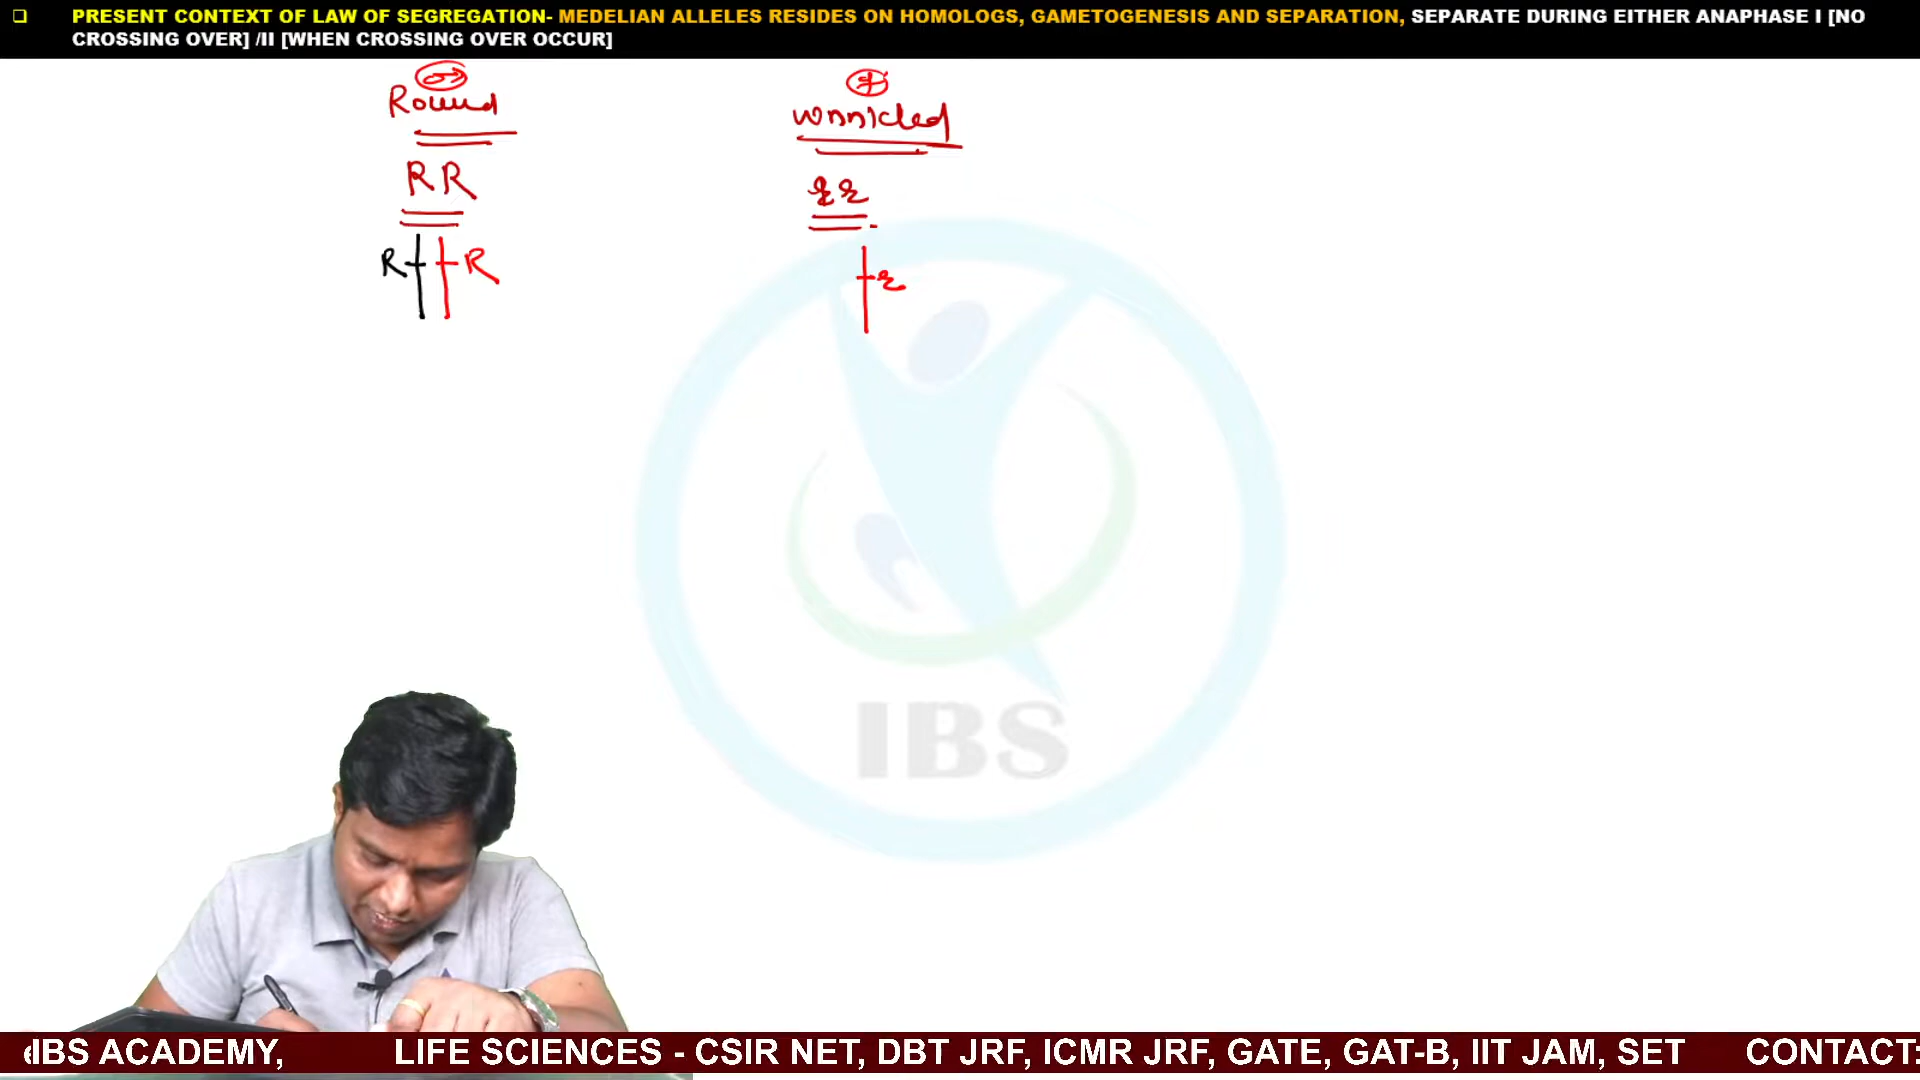 ❑ PRESENT CONTEXT OF LAW OF SEGREGATION- MEDELIAN ALLELES RESIDES ON HOMOLOGS, GAMETOGENESIS AND SEPARATION, SEPARATE DURING EITHER ANAPHASE I [NO
CROSSING OVER] /II [WHEN CROSSING OVER OCCUR]
♂
Round
RR
R R
♀
wrinkled
rr
r
IBS
IBS ACADEMY, LIFE SCIENCES - CSIR NET, DBT JRF, ICMR JRF, GATE, GAT-B, IIT JAM, SET CONTACT: